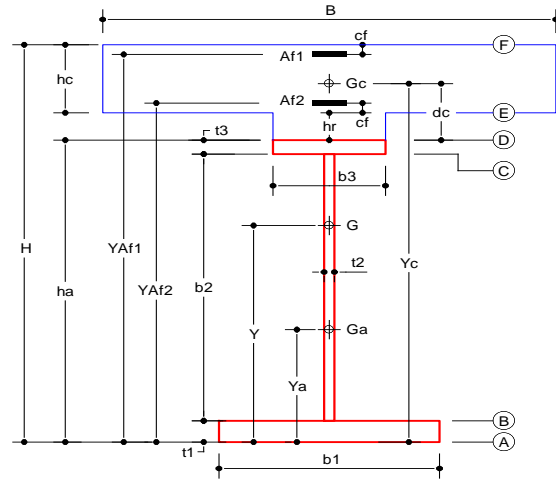 B
cf
F
Af1
hc
Gc
Af2
dc
cf
E
hr
t3
D
C
b3
H
YAf1
YAf2
b2
G
ha
Y
t2
Yc
Ga
Ya
B
A
t1
b1